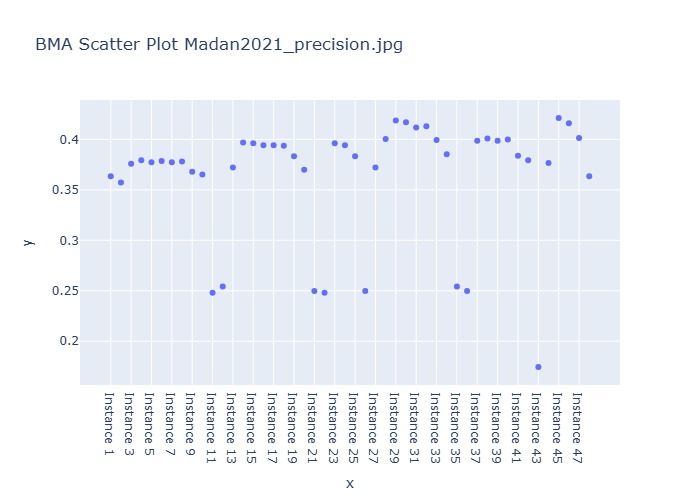 BMA Scatter Plot Madan2021_precision.jpg
0.4
0.35
0.3
0.25
0.2
y
Instance 1
Instance 3
Instance 5
Instance 7
Instance 9
Instance 11
Instance 13
Instance 15
Instance 17
Instance 19
Instance 21
Instance 23
Instance 25
Instance 27
Instance 29
Instance 31
Instance 33
Instance 35
Instance 37
Instance 39
Instance 41
Instance 43
Instance 45
Instance 47
x